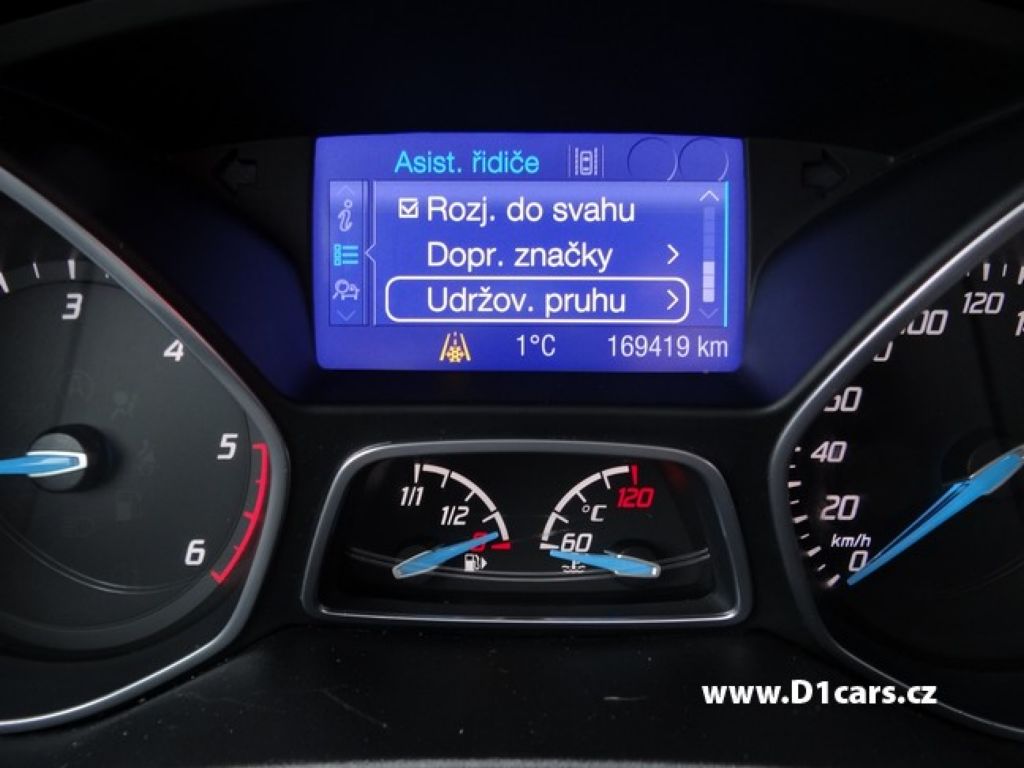 Asist. řidiče
Rozj. do svahu
Dopr. značky
Udržov. pruhu
1°C 169419 km
3
4
5
6
1/1
1/2
0
°C
120
60
120
100
40
20
km/h
0
www.D1cars.cz